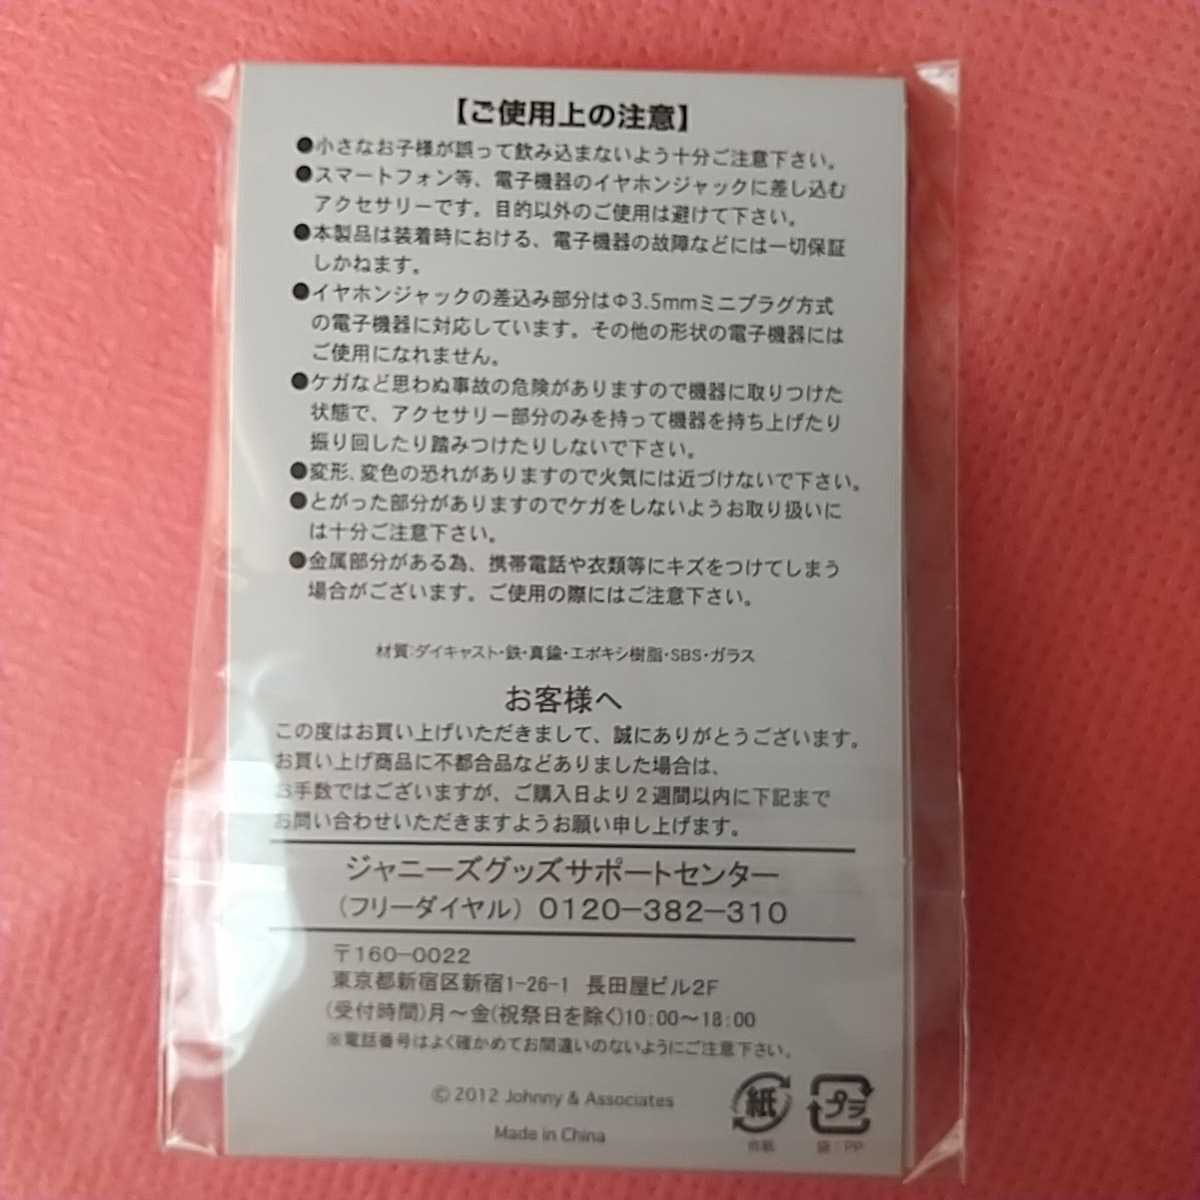 【ご使用上の注意】
●小さなお子様が誤って飲み込まないよう十分ご注意下さい。
●スマートフォン等、電子機器のイヤホンジャックに差し込む
アクセサリーです。目的以外のご使用は避けて下さい。
●本製品は装着時における、電子機器の故障などには一切保証
しかねます。
●イヤホンジャックの差込み部分はΦ3.5mmミニプラグ方式
の電子機器に対応しています。その他の形状の電子機器には
ご使用になれません。
●ケガなど思わぬ事故の危険がありますので機器に取りつけた
状態で、アクセサリー部分のみを持って機器を持ち上げたり
振り回したり踏みつけたりしないで下さい。
●変形、変色の恐れがありますので火気には近づけないで下さい。
●とがった部分がありますのでケガをしないようお取り扱いに
は十分ご注意下さい。
●金属部分がある為、携帯電話や衣類等にキズをつけてしまう
場合がございます。ご使用の際にはご注意下さい。
材質:ダイキャスト・鉄・真鍮・エポキシ樹脂・SBS・ガラス
お客様へ
この度はお買い上げいただきまして、誠にありがとうございます。
お買い上げ商品に不都合品などありました場合は、
お手数ではございますが、ご購入日より2週間以内に下記まで
お問い合わせいただきますようお願い申し上げます。
ジャニーズグッズサポートセンター
(フリーダイヤル) 0120-382-310
〒160-0022
東京都新宿区新宿1-26-1 長田屋ビル2F
(受付時間)月〜金(祝祭日を除く)10:00〜18:00
※電話番号はよく確かめてお間違いのないようにご注意下さい。
© 2012 Johnny & Associates
Made in China
紙 プラ
台紙 袋:PP